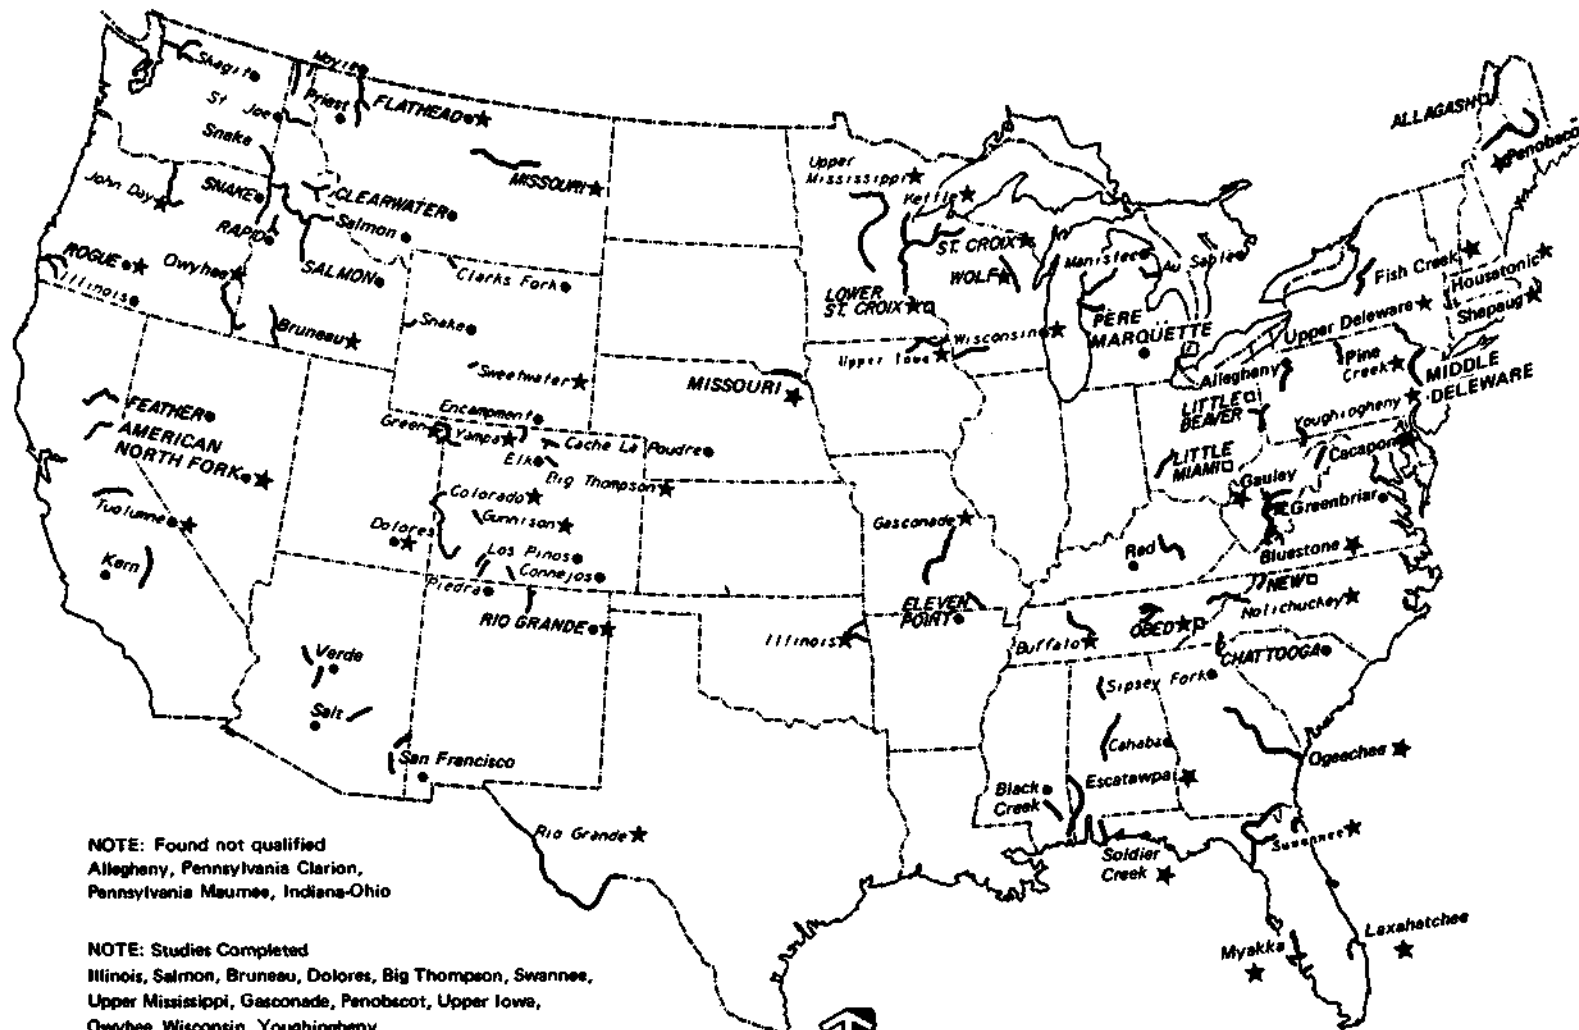 Skagit
Moyie
St Joe
Priest
FLATHEAD
Snake
MISSOURI
John Day
SNAKE
CLEARWATER
Salmon
RAPID
ROGUE
Owyhee
SALMON
Illinois
Clarks Fork
Bruneau
Snake
Sweetwater
Upper
Mississippi
Kettle
ST. CROIX
WOLF
LOWER
ST. CROIX
Manistee
Au Sable
Wisconsin
Upper Iowa
PERE
MARQUETTE
MISSOURI
ALLAGASH
Penobsco
Fish Creek
Housatonic
Shepaug
Upper Deleware
Pine
Creek
MIDDLE
DELEWARE
Allegheny
LITTLE
BEAVER
Youghiogheny
Cacapon
LITTLE
MIAMI
Gauley
Greenbriar
Bluestone
FEATHER
AMERICAN
NORTH FORK
Encampment
Green
Yampa
Cache La Poudre
Elk
Big Thompson
Colorado
Gunnison
Tuolumne
Dolores
Los Pinos
Connejos
Kern
Piedra
RIO GRANDE
Gasconade
Red
NEW
Nolichuckey
ELEVEN
POINT
Illinois
Buffalo
OBED
CHATTOOGA
Sipsey Fork
Verde
Salt
San Francisco
Cahaba
Ogeechee
Black
Creek
Escatawpa
Rio Grande
Soldier
Creek
Suwannee
Myakka
Loxahatchee
NOTE: Found not qualified
Allegheny, Pennsylvania Clarion,
Pennsylvania Maumee, Indiana-Ohio
NOTE: Studies Completed
Illinois, Salmon, Bruneau, Dolores, Big Thompson, Swannee,
Upper Mississippi, Gasconade, Penobscot, Upper Iowa,
Owyhee, Wisconsin, Youghiogheny